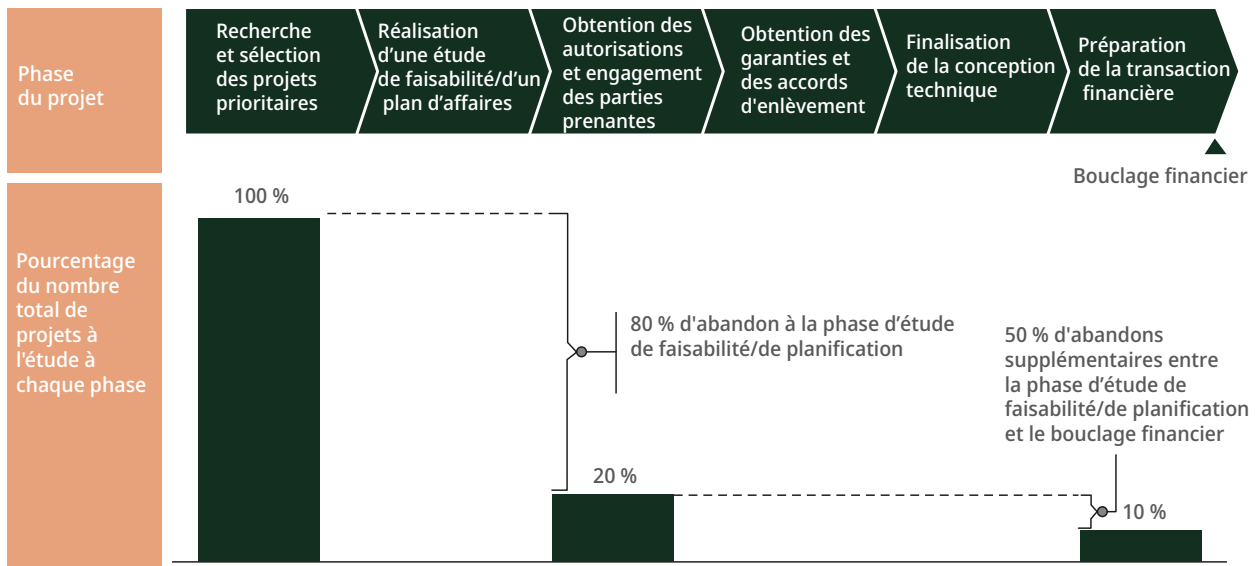 Phase
du projet
Recherche
et sélection
des projets
prioritaires
Réalisation
d’une étude
de faisabilité/d’un
plan d’affaires
Obtention des
autorisations
et engagement
des parties
prenantes
Obtention des
garanties et
des accords
d'enlèvement
Finalisation
de la conception
technique
Préparation
de la transaction
financière
Bouclage financier
Pourcentage
du nombre
total de
projets à
l'étude à
chaque phase
100 %
80 % d'abandon à la phase d’étude
de faisabilité/de planification
20 %
50 % d'abandons
supplémentaires entre
la phase d’étude de
faisabilité/de planification
et le bouclage financier
10 %